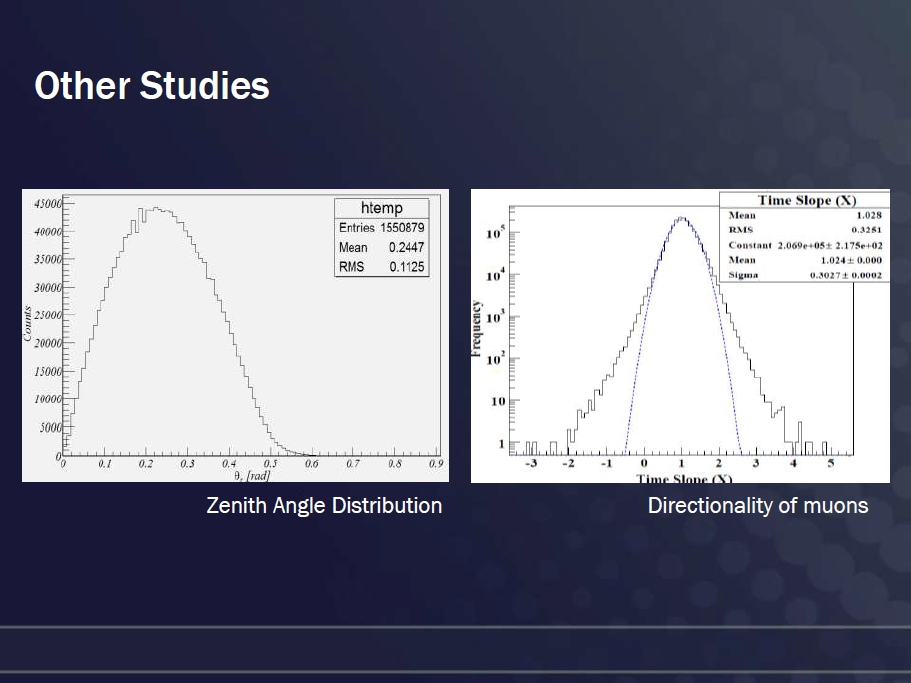 Other Studies
45000
40000
35000
30000
25000
20000
15000
10000
5000
0
Counts
0 0.1 0.2 0.3 0.4 0.5 0.6 0.7 0.8 0.9
θz [rad]
htemp
Entries 1550879
Mean 0.2447
RMS 0.1125
Zenith Angle Distribution
Frequency
10⁵
10⁴
10³
10²
10
1
-3 -2 -1 0 1 2 3 4 5
Time Slope (X)
Time Slope (X)
Mean 1.028
RMS 0.3251
Constant 2.069e+05± 2.175e+02
Mean 1.024 ± 0.000
Sigma 0.3027 ± 0.0002
Directionality of muons